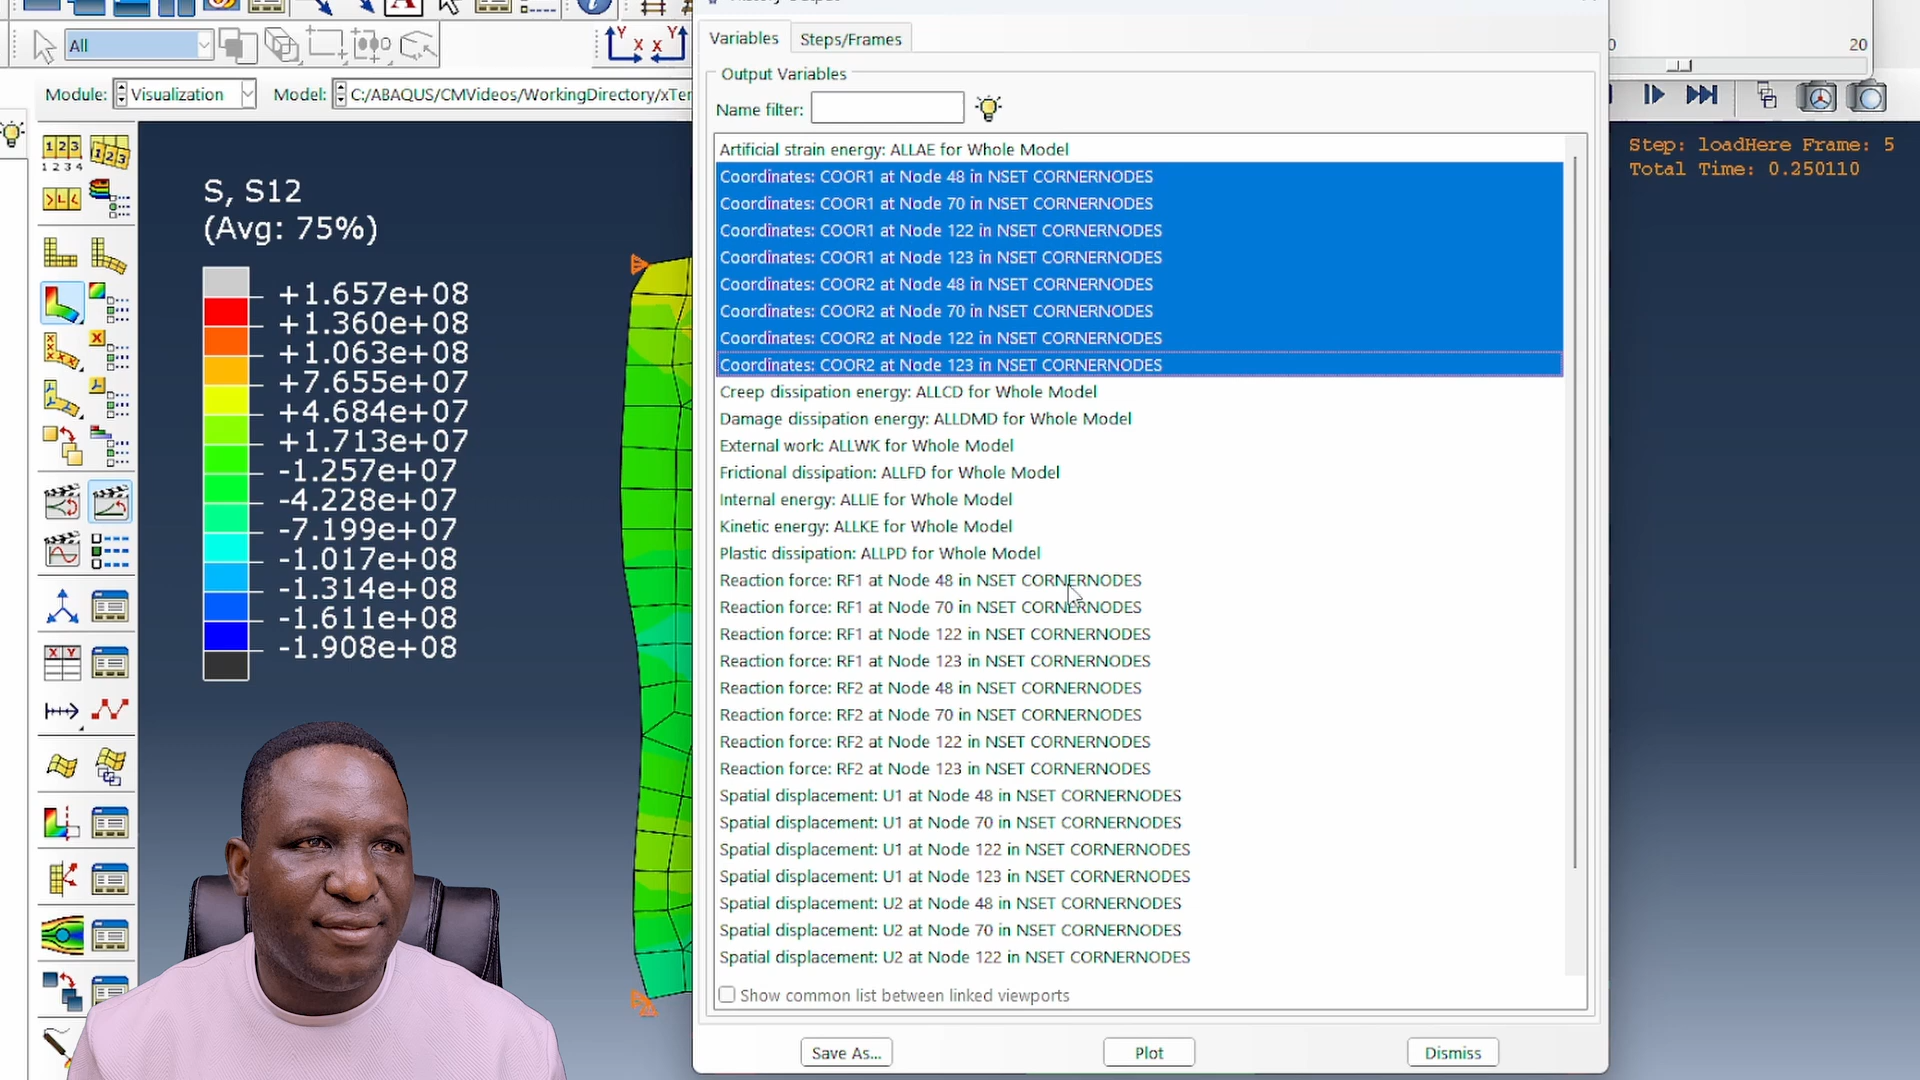 All
Module: Visualization Model: C:/ABAQUS/CMVideos/WorkingDirectory/xTer
1 2 3
1 2 3 4
1 2 3
X Y
Y X X Y
S, S12
(Avg: 75%)
+1.657e+08
+1.360e+08
+1.063e+08
+7.655e+07
+4.684e+07
+1.713e+07
-1.257e+07
-4.228e+07
-7.199e+07
-1.017e+08
-1.314e+08
-1.611e+08
-1.908e+08
Variables
Steps/Frames
Output Variables
Name filter:
Artificial strain energy: ALLAE for Whole Model
Coordinates: COOR1 at Node 48 in NSET CORNERNODES
Coordinates: COOR1 at Node 70 in NSET CORNERNODES
Coordinates: COOR1 at Node 122 in NSET CORNERNODES
Coordinates: COOR1 at Node 123 in NSET CORNERNODES
Coordinates: COOR2 at Node 48 in NSET CORNERNODES
Coordinates: COOR2 at Node 70 in NSET CORNERNODES
Coordinates: COOR2 at Node 122 in NSET CORNERNODES
Coordinates: COOR2 at Node 123 in NSET CORNERNODES
Creep dissipation energy: ALLCD for Whole Model
Damage dissipation energy: ALLDMD for Whole Model
External work: ALLWK for Whole Model
Frictional dissipation: ALLFD for Whole Model
Internal energy: ALLIE for Whole Model
Kinetic energy: ALLKE for Whole Model
Plastic dissipation: ALLPD for Whole Model
Reaction force: RF1 at Node 48 in NSET CORNERNODES
Reaction force: RF1 at Node 70 in NSET CORNERNODES
Reaction force: RF1 at Node 122 in NSET CORNERNODES
Reaction force: RF1 at Node 123 in NSET CORNERNODES
Reaction force: RF2 at Node 48 in NSET CORNERNODES
Reaction force: RF2 at Node 70 in NSET CORNERNODES
Reaction force: RF2 at Node 122 in NSET CORNERNODES
Reaction force: RF2 at Node 123 in NSET CORNERNODES
Spatial displacement: U1 at Node 48 in NSET CORNERNODES
Spatial displacement: U1 at Node 70 in NSET CORNERNODES
Spatial displacement: U1 at Node 122 in NSET CORNERNODES
Spatial displacement: U1 at Node 123 in NSET CORNERNODES
Spatial displacement: U2 at Node 48 in NSET CORNERNODES
Spatial displacement: U2 at Node 70 in NSET CORNERNODES
Spatial displacement: U2 at Node 122 in NSET CORNERNODES
Show common list between linked viewports
Save As...
Plot
Dismiss
0 20
Step: loadHere Frame: 5
Total Time: 0.250110